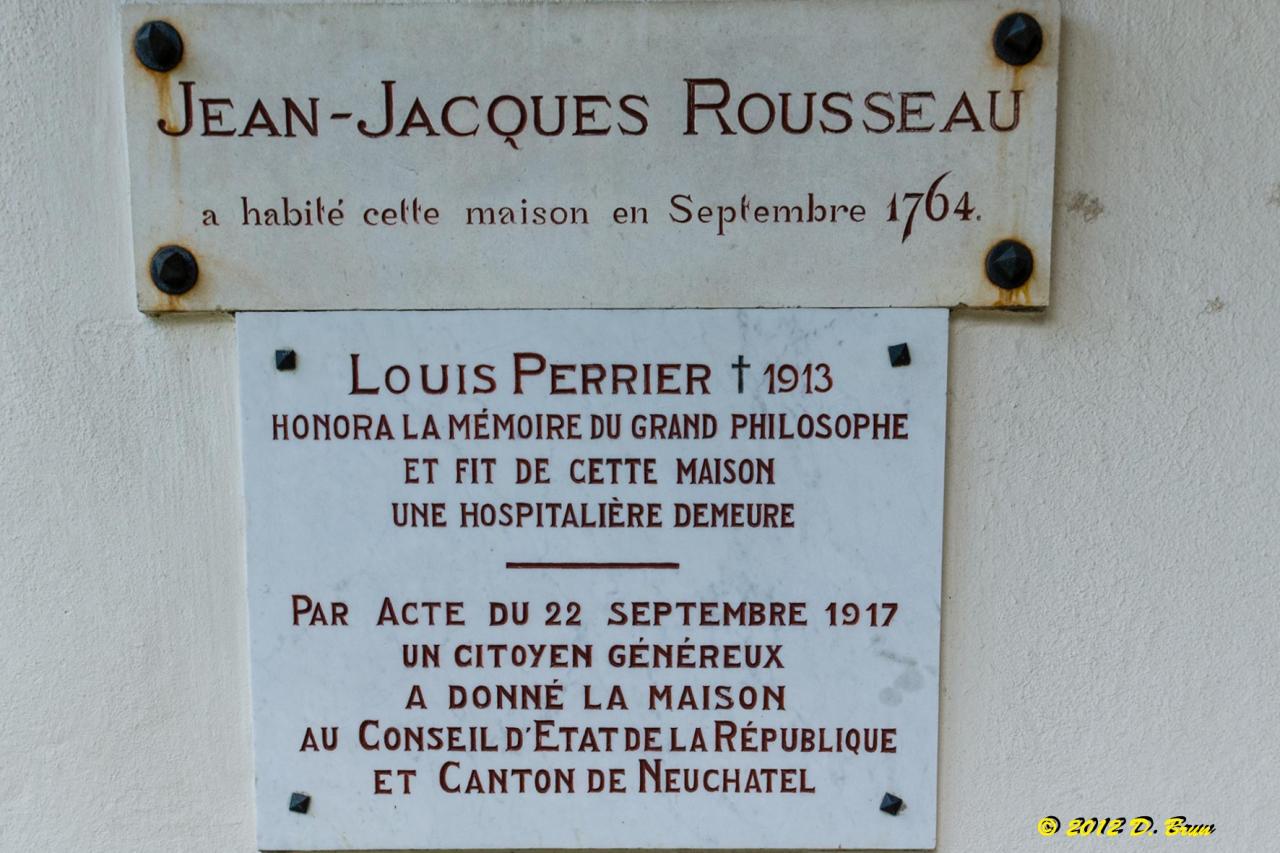 JEAN-JACQUES ROUSSEAU
a habité cette maison en Septembre 1764.
LOUIS PERRIER † 1913
HONORA LA MÉMOIRE DU GRAND PHILOSOPHE
ET FIT DE CETTE MAISON
UNE HOSPITALIÈRE DEMEURE
PAR ACTE DU 22 SEPTEMBRE 1917
UN CITOYEN GÉNÉREUX
A DONNÉ LA MAISON
AU CONSEIL D'ETAT DE LA RÉPUBLIQUE
ET CANTON DE NEUCHATEL
© 2012 D. Brun